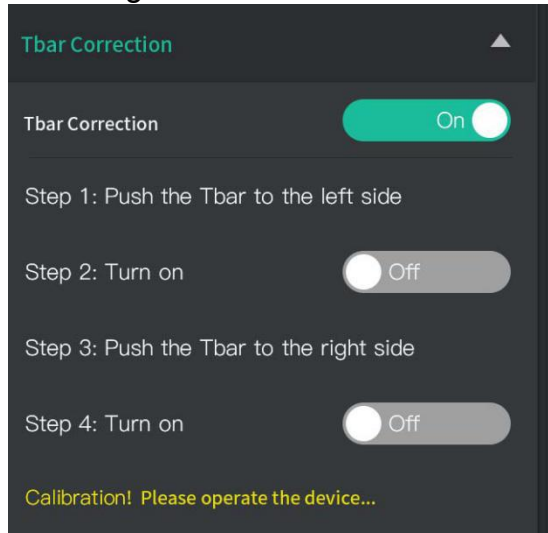 Tbar Correction
Tbar Correction On
Step 1: Push the Tbar to the left side
Step 2: Turn on Off
Step 3: Push the Tbar to the right side
Step 4: Turn on Off
Calibration! Please operate the device...